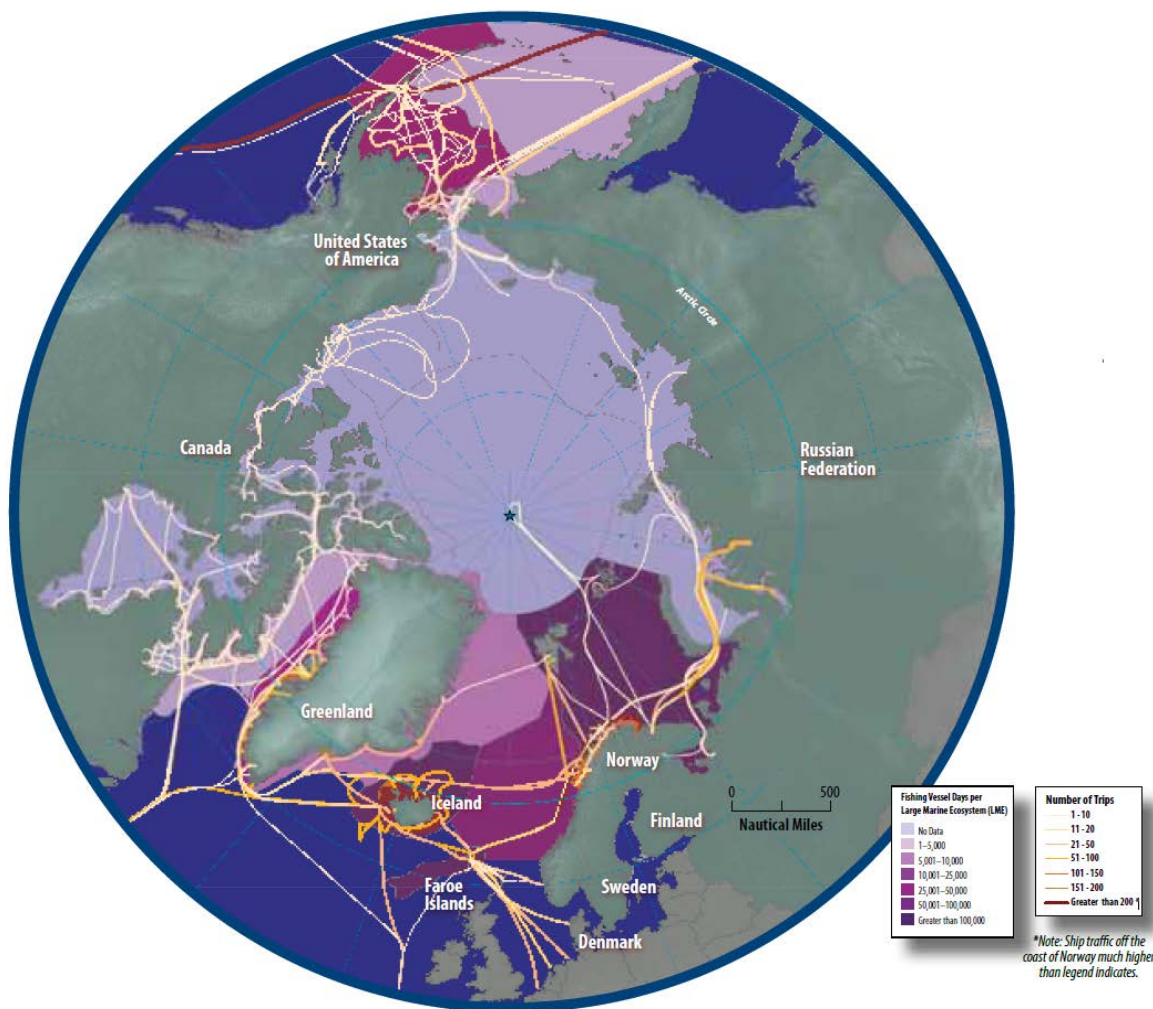 United States
of America
Arctic Circle
Canada
Russian
Federation
Greenland
Norway
Iceland
0 500
Nautical Miles
Finland
Faroe
Islands
Sweden
Denmark
Fishing Vessel Days per
Large Marine Ecosystem (LME)
No Data
1–5,000
5,001–10,000
10,001–25,000
25,001–50,000
50,001–100,000
Greater than 100,000
Number of Trips
1 - 10
11 - 20
21 - 50
51 - 100
101 - 150
151 - 200
Greater than 200
*Note: Ship traffic off the
coast of Norway much higher
than legend indicates.